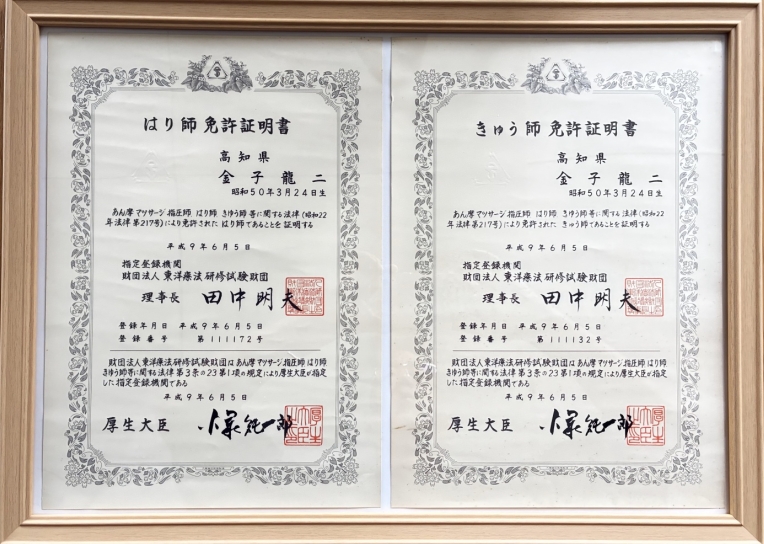 はり師 免許証明書
高知県
金子 龍二
昭和50年3月24日生
あん摩マツサージ指圧師 はり師 きゆう師等に関する法律(昭和22
年法律第217号)により免許された はり師であることを証明する
平成9年6月5日
指定登録機関
財団法人 東洋療法研修試験財団
理事長 田中明夫
登録年月日 平成9年6月5日
登録番号 第111172号
財団法人東洋療法研修試験財団はあん摩マツサージ指圧師 はり師
きゆう師等に関する法律第3条の23第1項の規定により厚生大臣が指定
した指定登録機関である
平成9年6月5日
厚生大臣 小泉純一郎
きゅう師 免許証明書
高知県
金子 龍二
昭和50年3月24日生
あん摩マツサージ指圧師 はり師 きゆう師等に関する法律(昭和22
年法律第217号)により免許された きゆう師であることを証明する
平成9年6月5日
指定登録機関
財団法人 東洋療法研修試験財団
理事長 田中明夫
登録年月日 平成9年6月5日
登録番号 第111132号
財団法人東洋療法研修試験財団はあん摩マツサージ指圧師 はり師
きゆう師等に関する法律第3条の23第1項の規定により厚生大臣が指定
した指定登録機関である
平成9年6月5日
厚生大臣 小泉純一郎